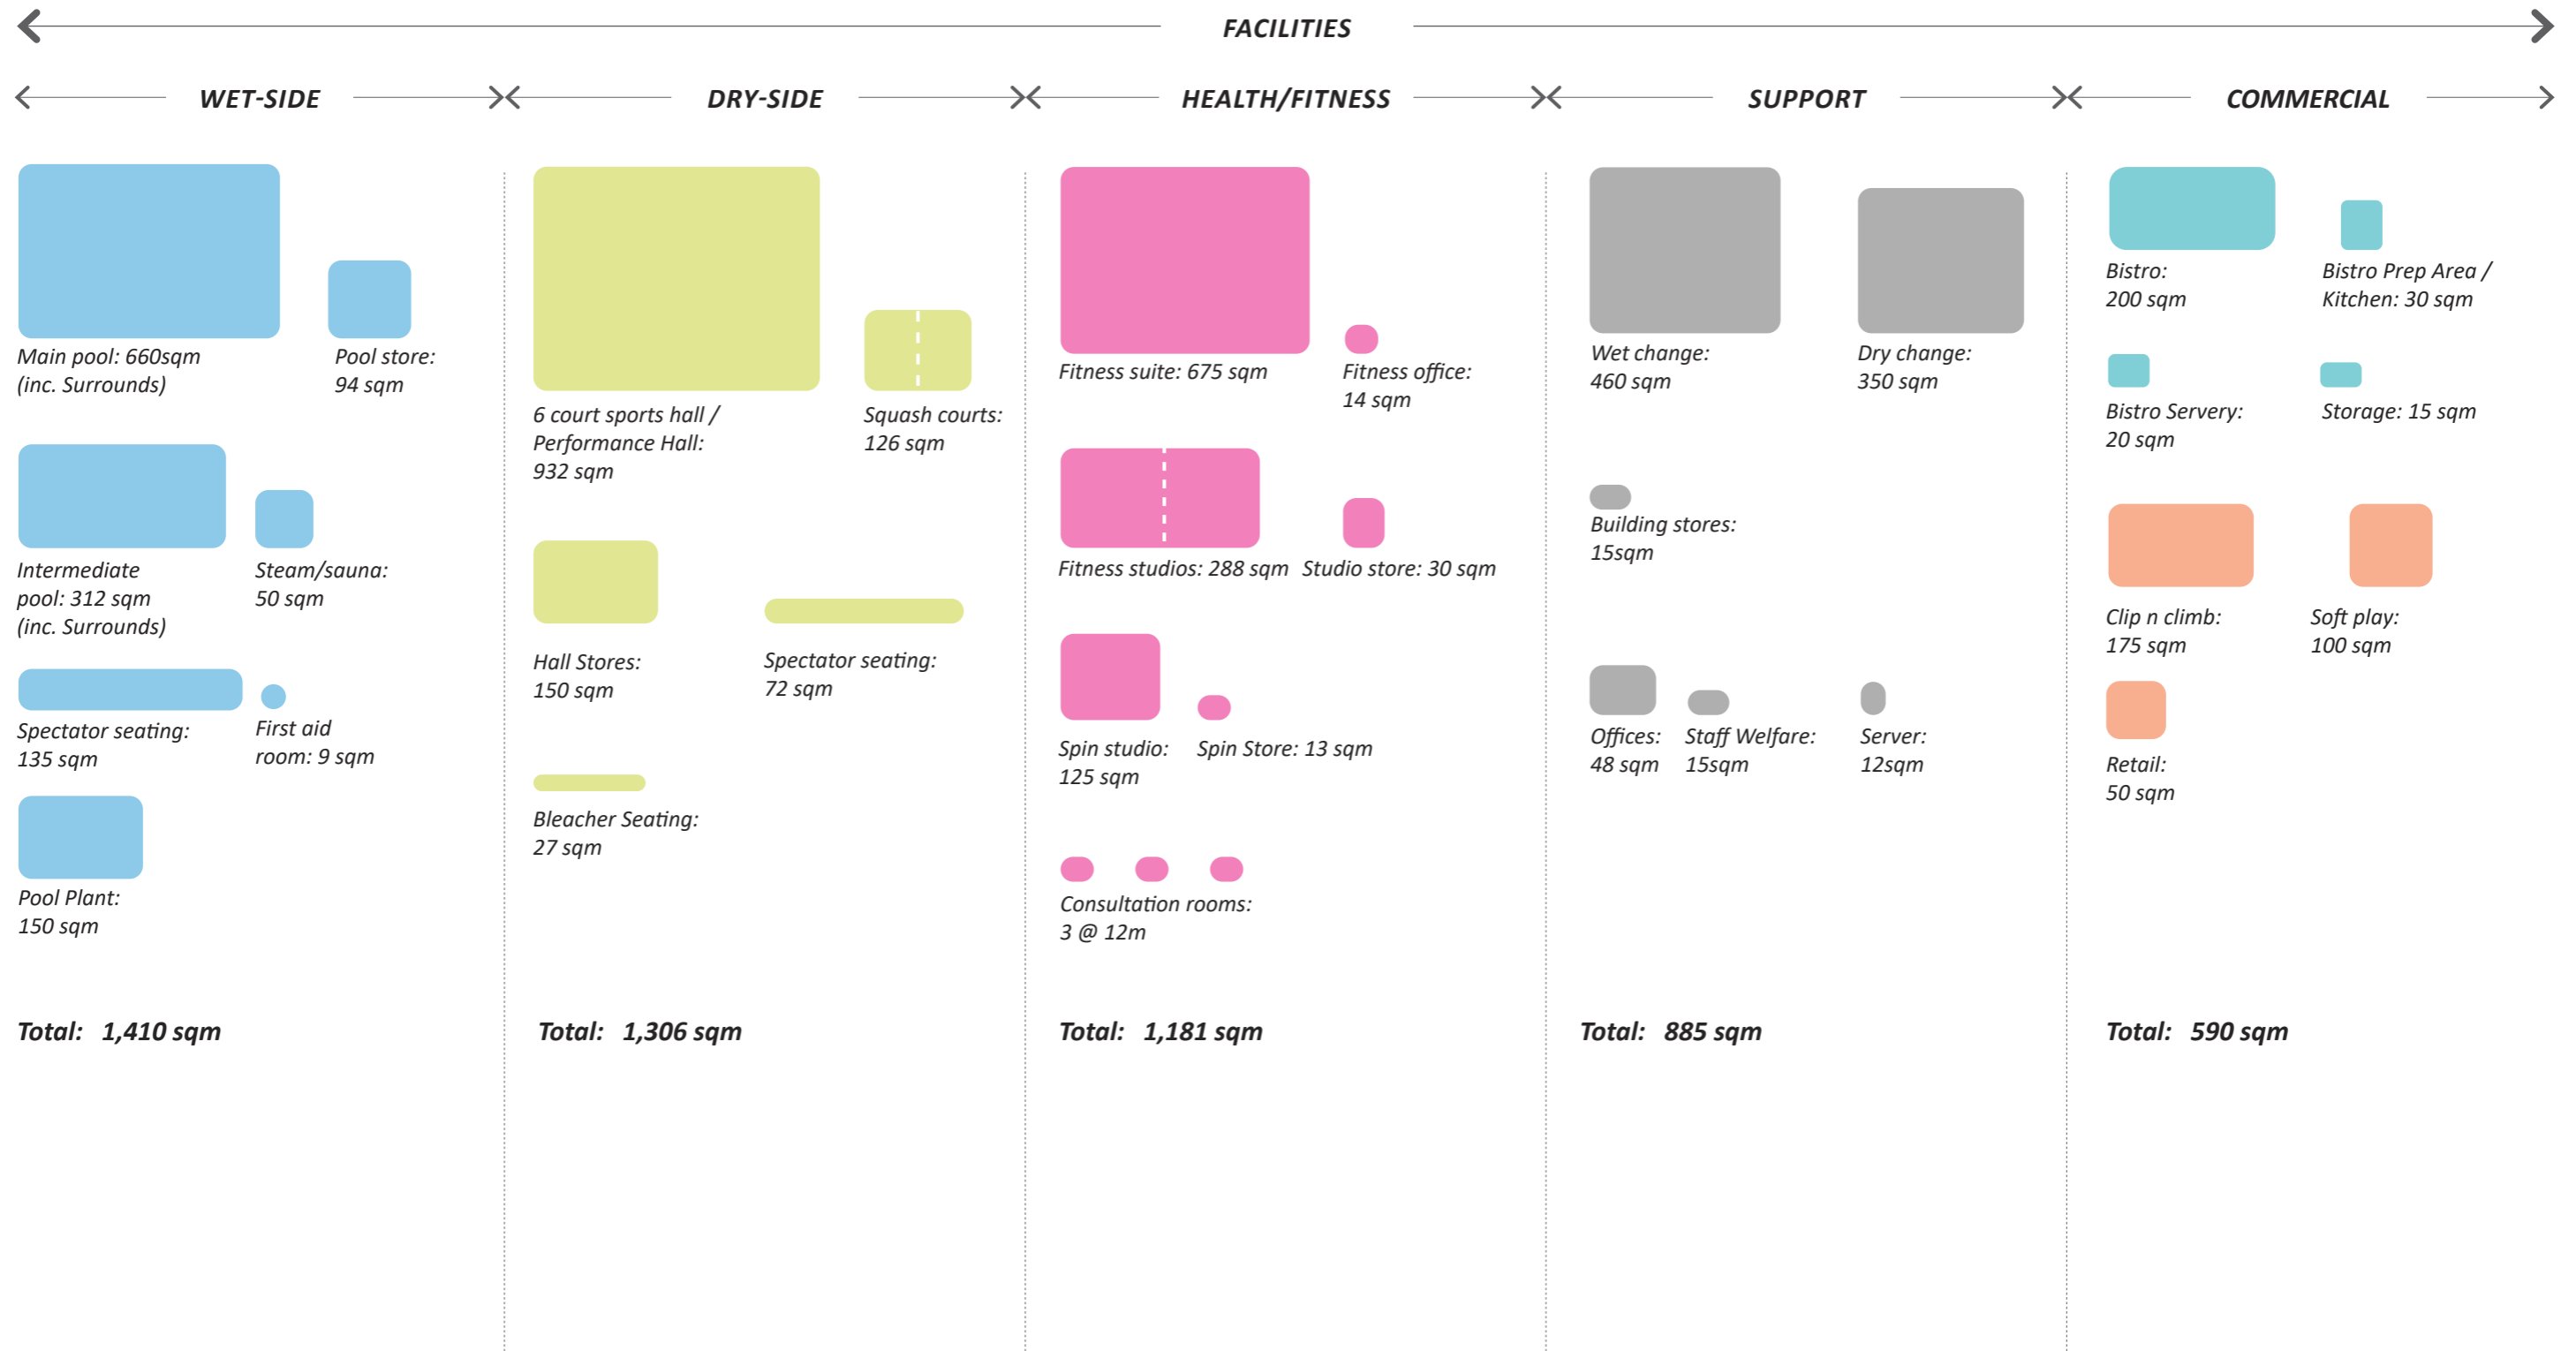 FACILITIES
WET-SIDE
DRY-SIDE
HEALTH/FITNESS
SUPPORT
COMMERCIAL
Main pool: 660sqm
(inc. Surrounds)
Pool store:
94 sqm
Intermediate
pool: 312 sqm
(inc. Surrounds)
Steam/sauna:
50 sqm
Spectator seating:
135 sqm
First aid
room: 9 sqm
Pool Plant:
150 sqm
Total: 1,410 sqm
6 court sports hall /
Performance Hall:
932 sqm
Squash courts:
126 sqm
Hall Stores:
150 sqm
Spectator seating:
72 sqm
Bleacher Seating:
27 sqm
Total: 1,306 sqm
Fitness suite: 675 sqm
Fitness office:
14 sqm
Fitness studios: 288 sqm
Studio store: 30 sqm
Spin studio:
125 sqm
Spin Store: 13 sqm
Consultation rooms:
3 @ 12m
Total: 1,181 sqm
Wet change:
460 sqm
Dry change:
350 sqm
Building stores:
15sqm
Offices:
48 sqm
Staff Welfare:
15sqm
Server:
12sqm
Total: 885 sqm
Bistro:
200 sqm
Bistro Prep Area /
Kitchen: 30 sqm
Bistro Servery:
20 sqm
Storage: 15 sqm
Clip n climb:
175 sqm
Soft play:
100 sqm
Retail:
50 sqm
Total: 590 sqm